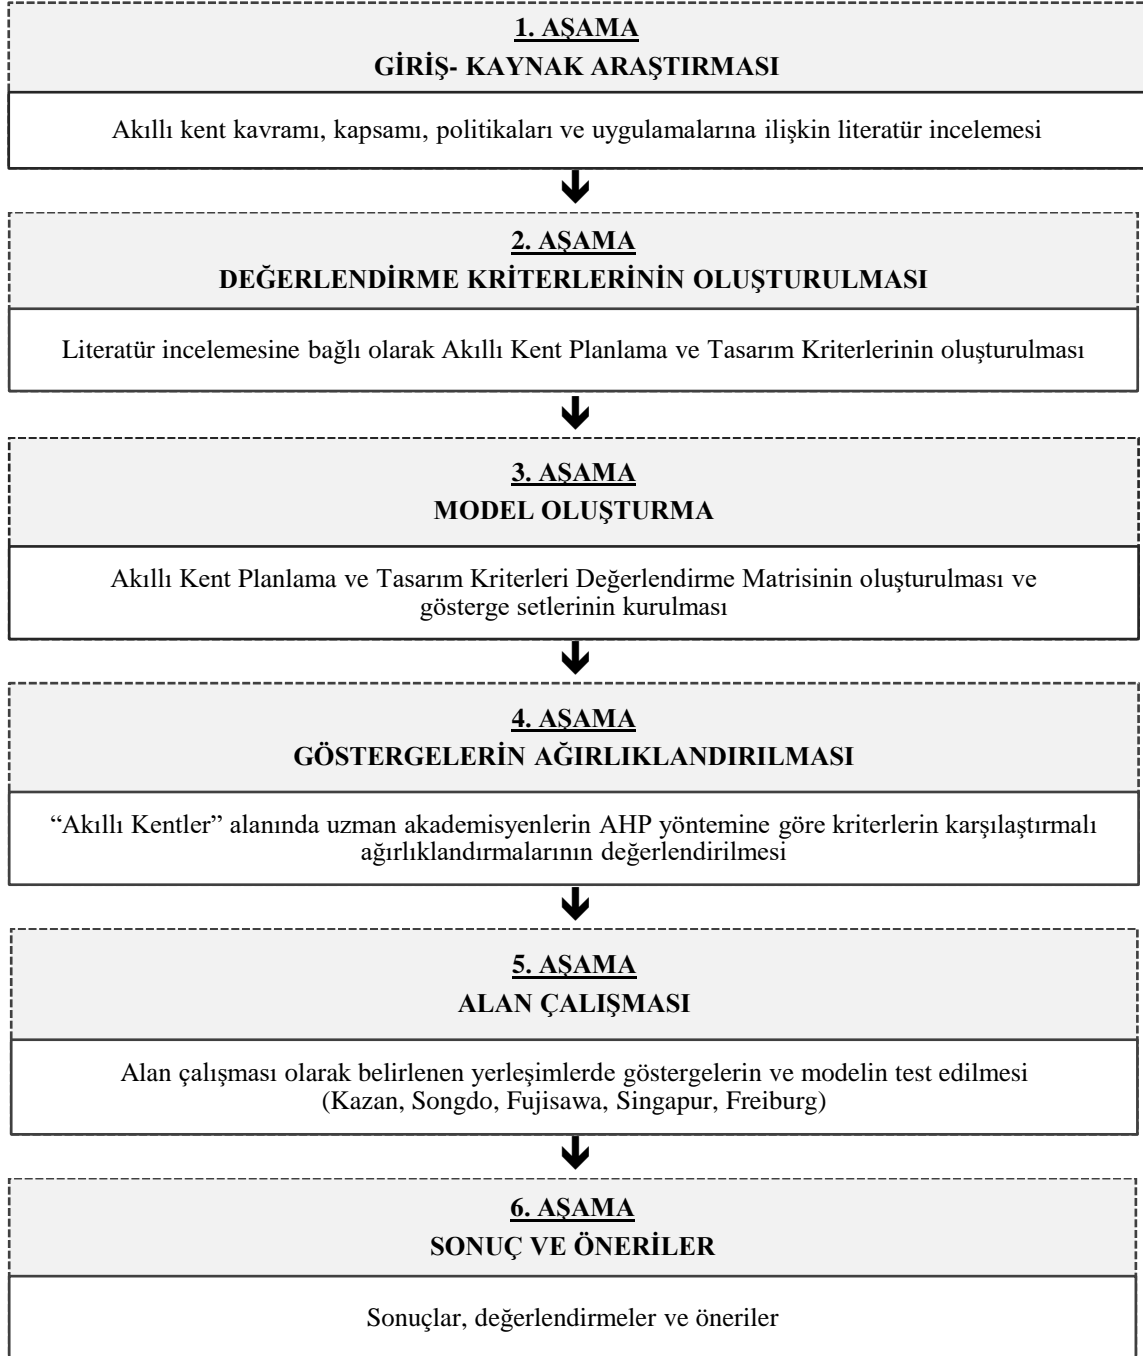 1. AŞAMA
GİRİŞ- KAYNAK ARAŞTIRMASI
Akıllı kent kavramı, kapsamı, politikaları ve uygulamalarına ilişkin literatür incelemesi
2. AŞAMA
DEĞERLENDİRME KRİTERLERİNİN OLUŞTURULMASI
Literatür incelemesine bağlı olarak Akıllı Kent Planlama ve Tasarım Kriterlerinin oluşturulması
3. AŞAMA
MODEL OLUŞTURMA
Akıllı Kent Planlama ve Tasarım Kriterleri Değerlendirme Matrisinin oluşturulması ve
gösterge setlerinin kurulması
4. AŞAMA
GÖSTERGELERİN AĞIRLIKLANDIRILMASI
“Akıllı Kentler” alanında uzman akademisyenlerin AHP yöntemine göre kriterlerin karşılaştırmalı
ağırlıklandırmalarının değerlendirilmesi
5. AŞAMA
ALAN ÇALIŞMASI
Alan çalışması olarak belirlenen yerleşimlerde göstergelerin ve modelin test edilmesi
(Kazan, Songdo, Fujisawa, Singapur, Freiburg)
6. AŞAMA
SONUÇ VE ÖNERİLER
Sonuçlar, değerlendirmeler ve öneriler